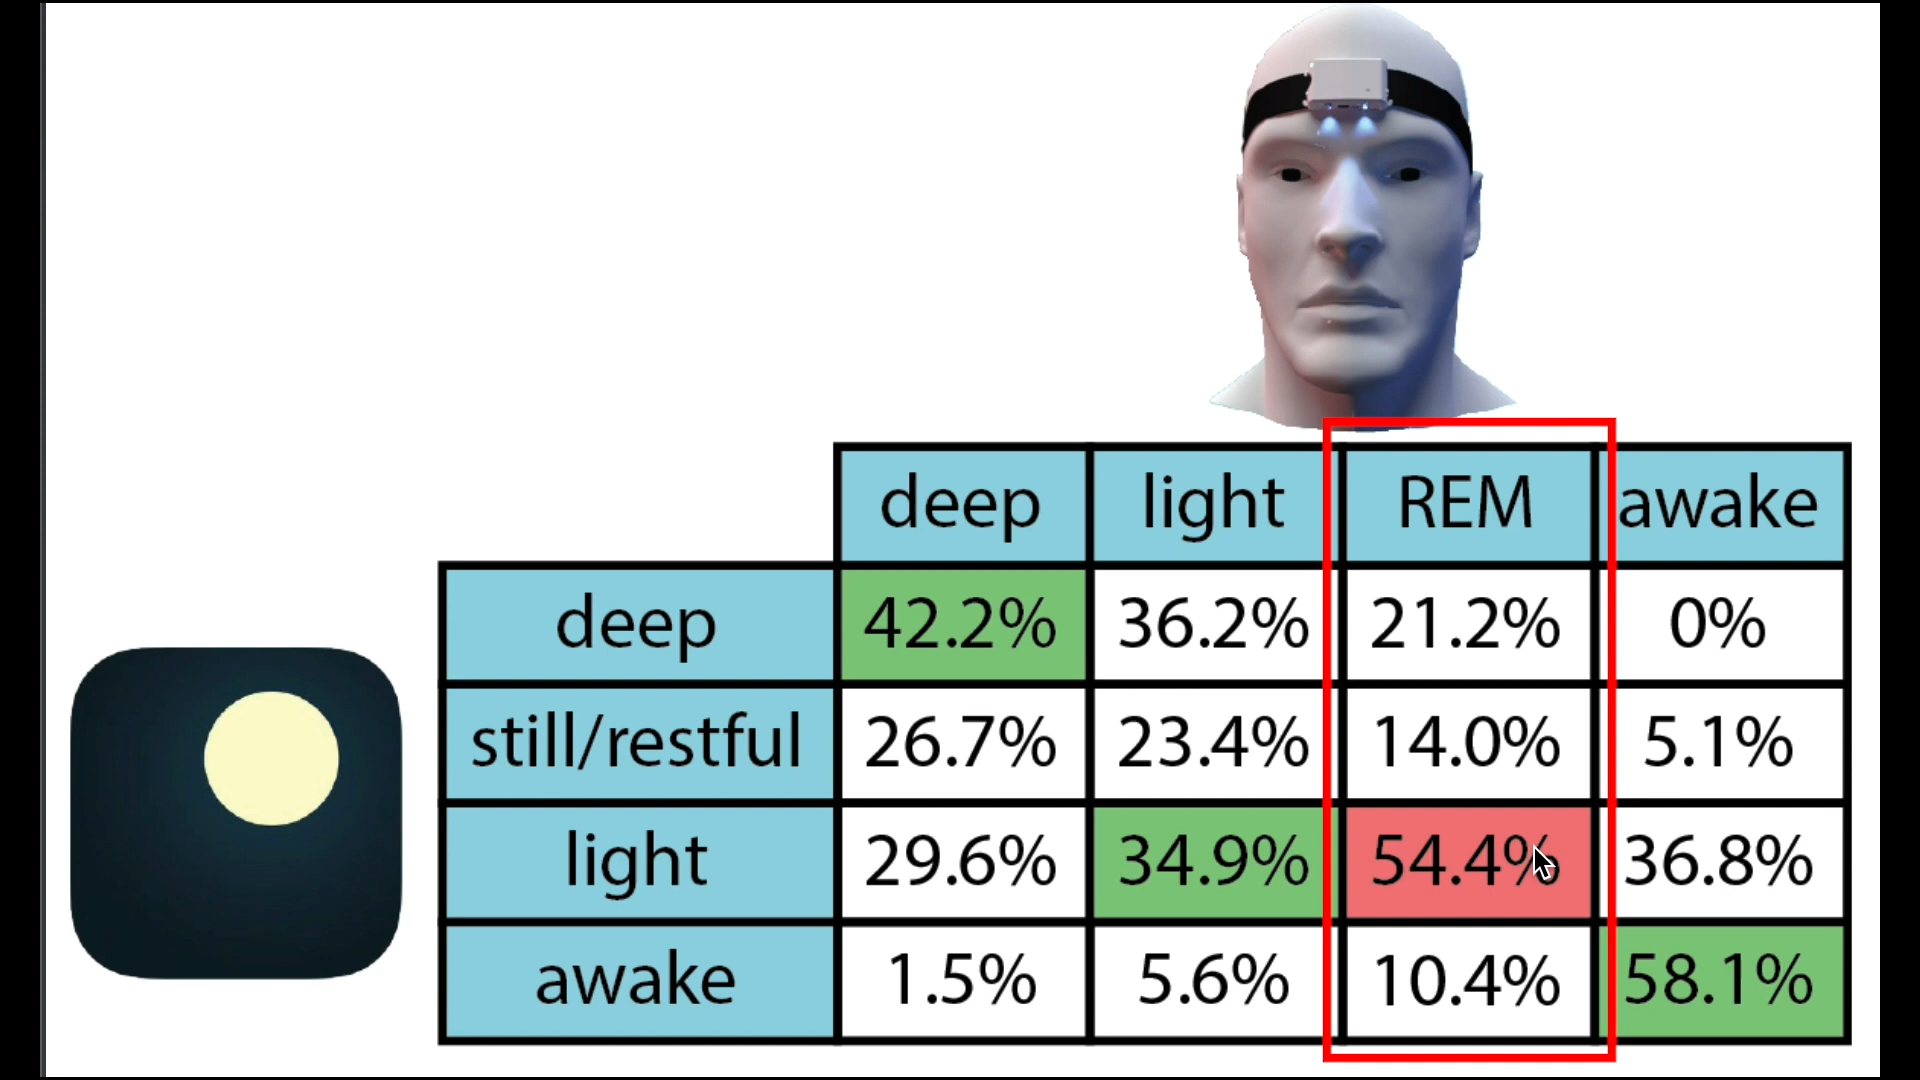 deep light REM awake
deep 42.2% 36.2% 21.2% 0%
still/restful 26.7% 23.4% 14.0% 5.1%
light 29.6% 34.9% 54.4% 36.8%
awake 1.5% 5.6% 10.4% 58.1%